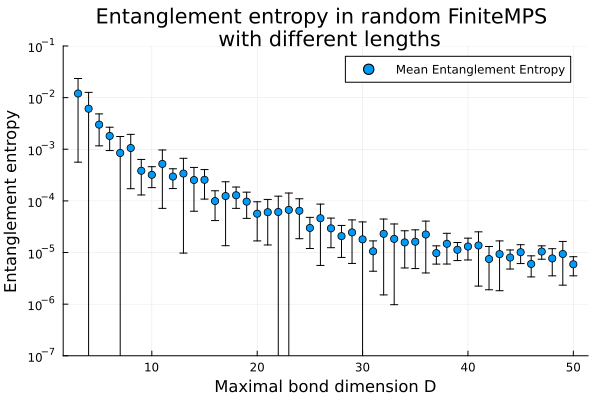 Entanglement entropy in random FiniteMPS
with different lengths
Mean Entanglement Entropy
Entanglement entropy
10⁻¹
10⁻²
10⁻³
10⁻⁴
10⁻⁵
10⁻⁶
10⁻⁷
10 20 30 40 50
Maximal bond dimension D